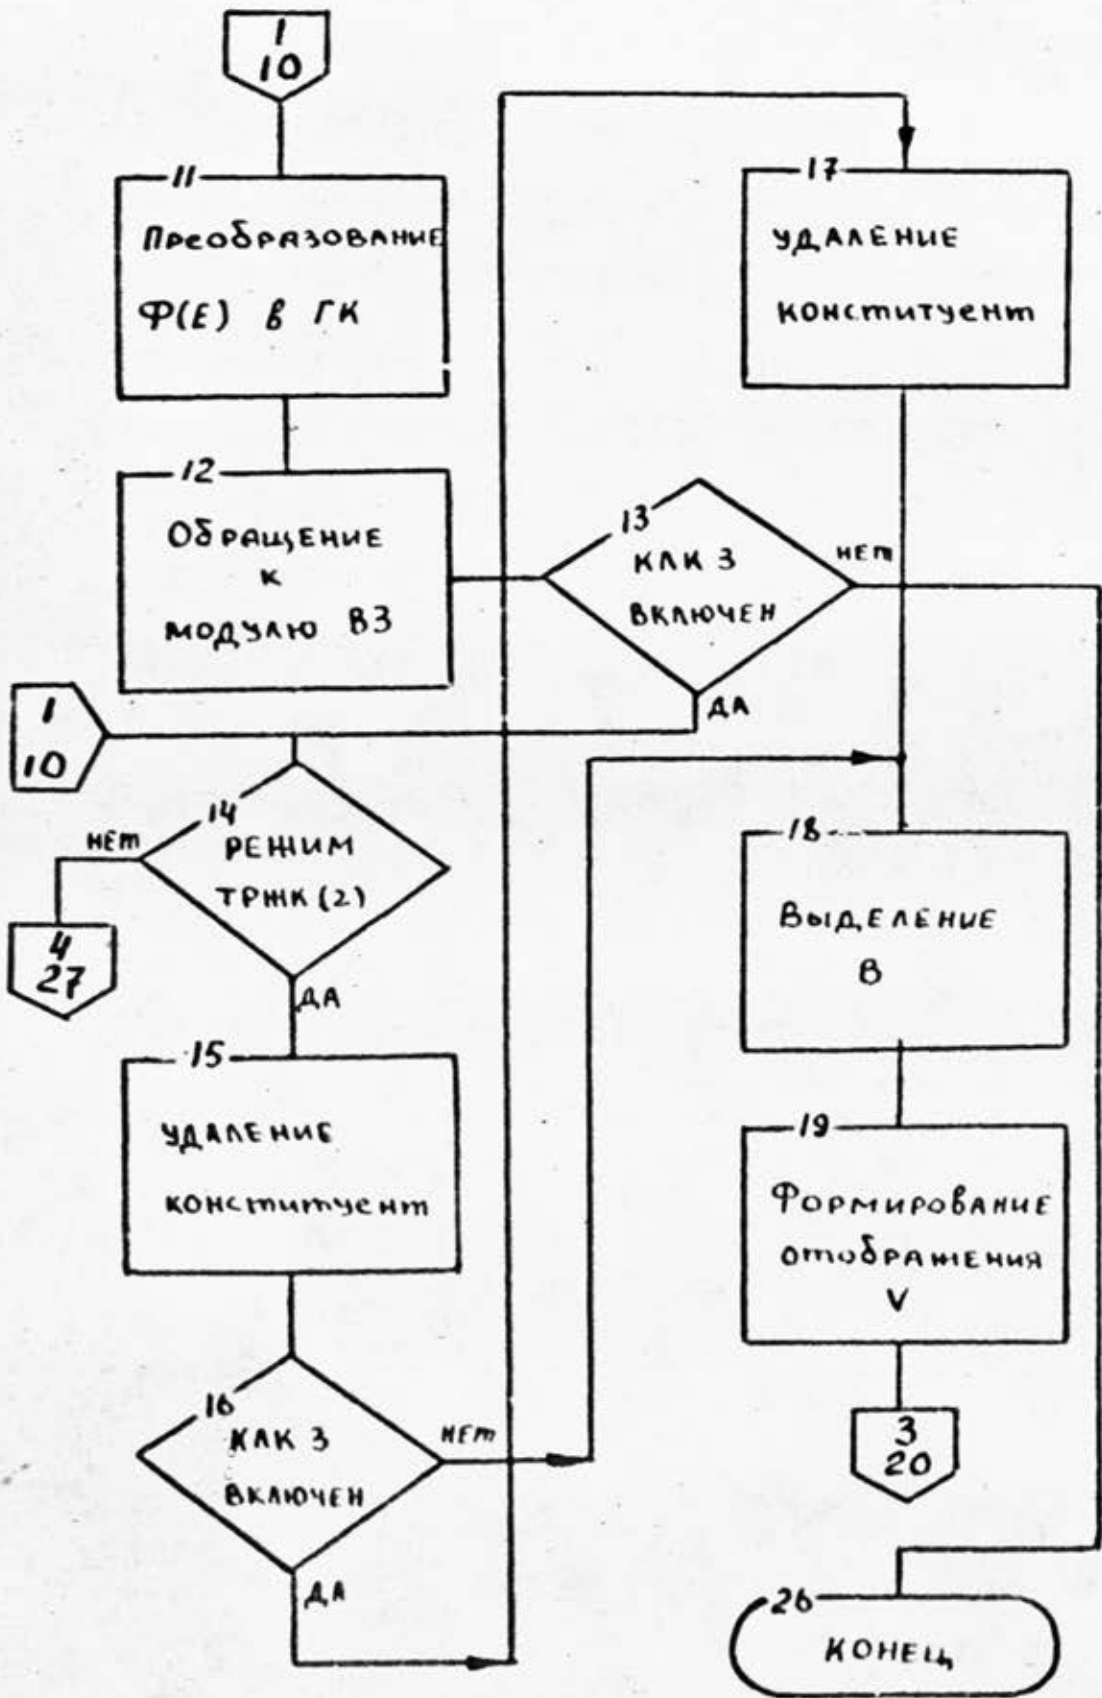 1
10
11
Преобразование
Ф(Е) в ГК
12
Обращение
к
модулю ВЗ
13
КЛК 3
включен
нет
да
1
10
14
режим
ТРЖК (2)
нет
4
27
да
15
удаление
конституент
16
КЛК 3
включен
нет
да
17
удаление
конституент
18
Выделение
В
19
Формирование
отображения
V
3
20
26
конец